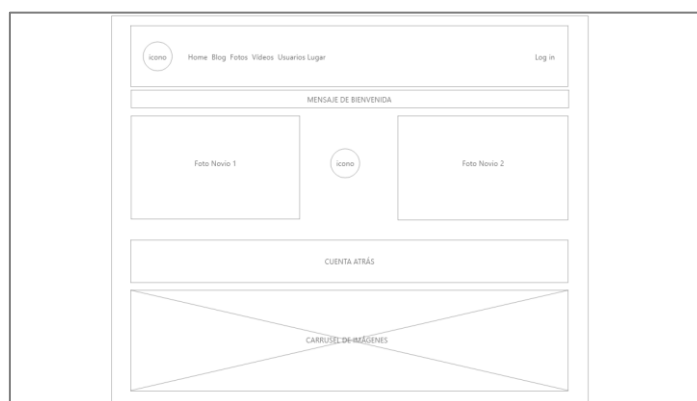 icono Home Blog Fotos Vídeos Usuarios Lugar Log in
MENSAJE DE BIENVENIDA
Foto Novio 1 icono Foto Novio 2
CUENTA ATRÁS
CARRUSEL DE IMÁGENES